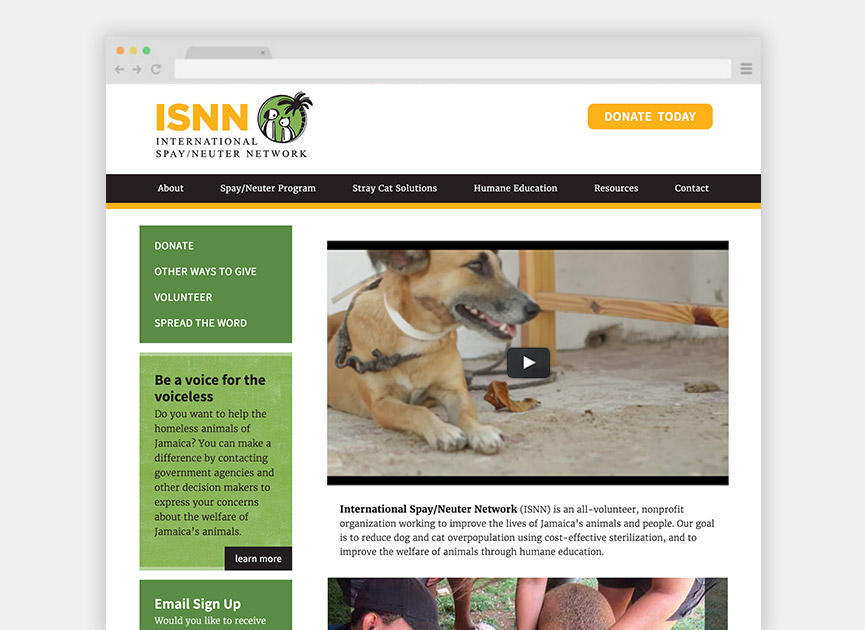 ISNN
INTERNATIONAL
SPAY/NEUTER NETWORK
DONATE TODAY
About Spay/Neuter Program Stray Cat Solutions Humane Education Resources Contact
DONATE
OTHER WAYS TO GIVE
VOLUNTEER
SPREAD THE WORD
Be a voice for the
voiceless
Do you want to help the
homeless animals of
Jamaica? You can make a
difference by contacting
government agencies and
other decision makers to
express your concerns
about the welfare of
Jamaica's animals.
learn more
Email Sign Up
Would you like to receive
International Spay/Neuter Network (ISNN) is an all-volunteer, nonprofit
organization working to improve the lives of Jamaica's animals and people. Our goal
is to reduce dog and cat overpopulation using cost-effective sterilization, and to
improve the welfare of animals through humane education.